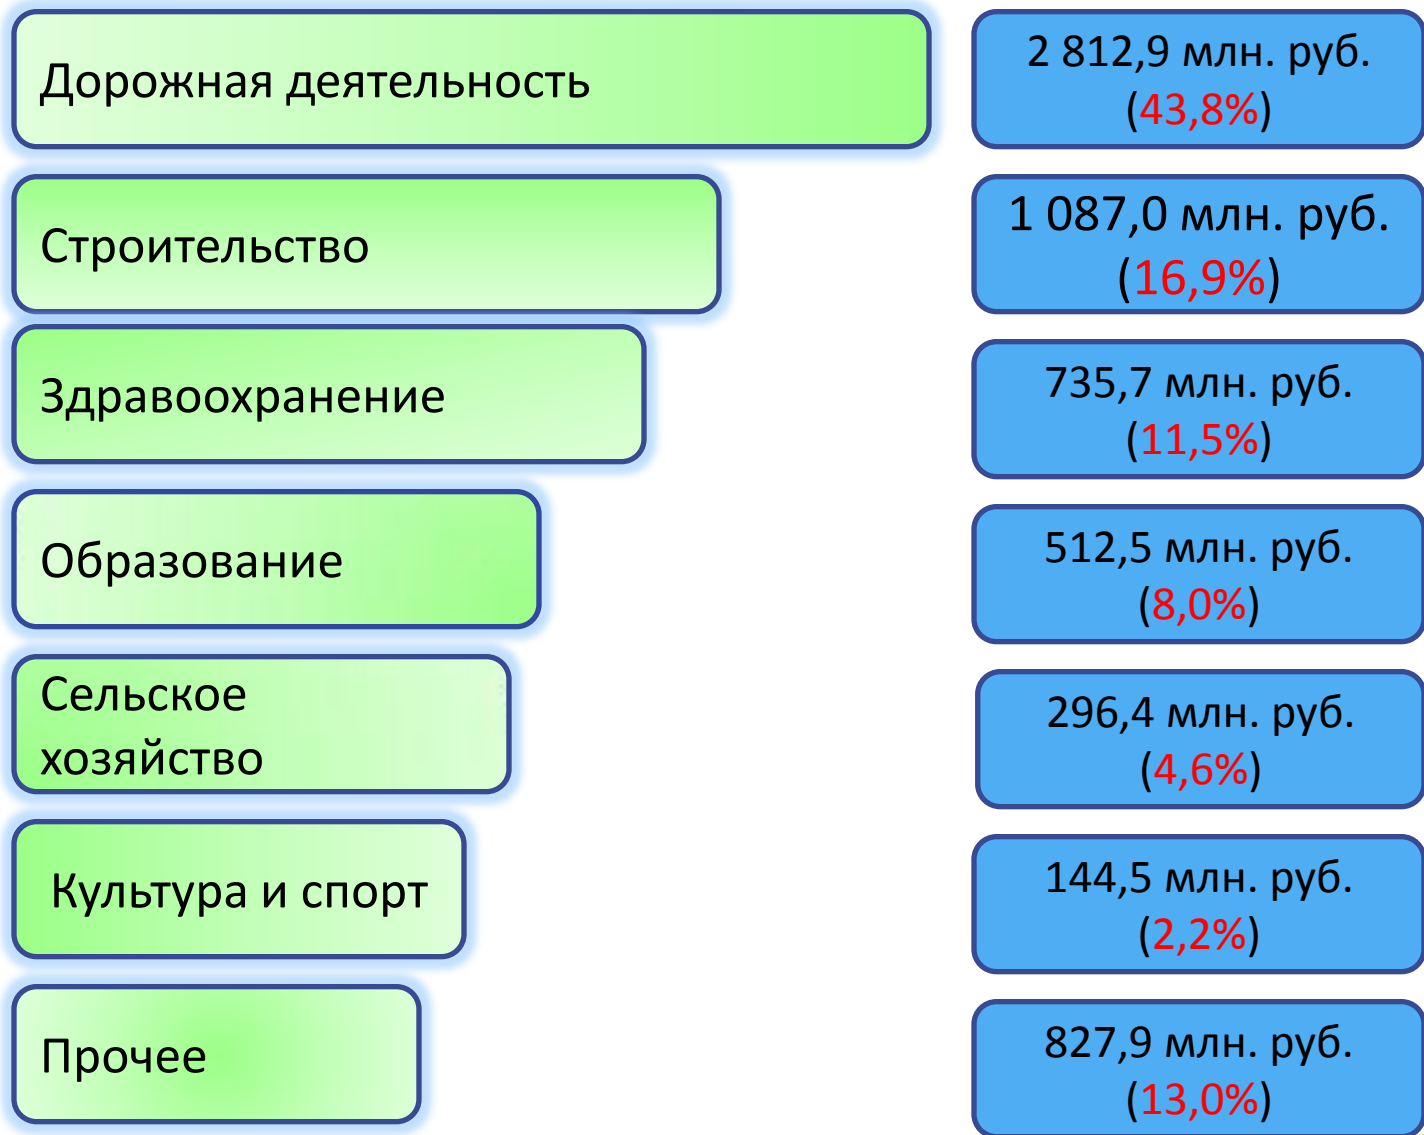 Дорожная деятельность
2 812,9 млн. руб.
(43,8%)
Строительство
1 087,0 млн. руб.
(16,9%)
Здравоохранение
735,7 млн. руб.
(11,5%)
Образование
512,5 млн. руб.
(8,0%)
Сельское
хозяйство
296,4 млн. руб.
(4,6%)
Культура и спорт
144,5 млн. руб.
(2,2%)
Прочее
827,9 млн. руб.
(13,0%)